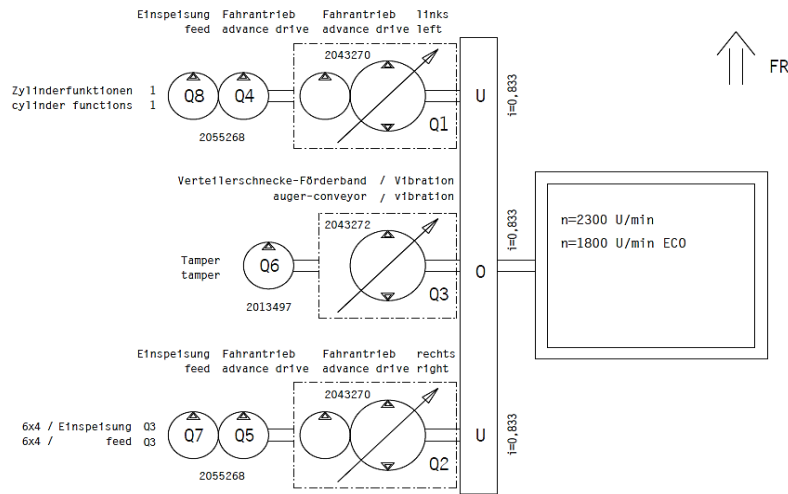 Einspeisung Fahrantrieb Fahrantrieb links
feed advance drive advance drive left
2043270
FR
Zylinderfunktionen 1
cylinder functions 1
Q8 Q4
Q1
U
i=0,833
2055268
Verteilerschnecke-Förderband / Vibration
auger-conveyor / vibration
2043272
i=0,833
n=2300 U/min
n=1800 U/min ECO
Tamper
tamper
Q6
Q3
O
2013497
Einspeisung Fahrantrieb Fahrantrieb rechts
feed advance drive advance drive right
2043270
6x4 / Einspeisung Q3
6x4 / feed Q3
Q7 Q5
Q2
U
i=0,833
2055268